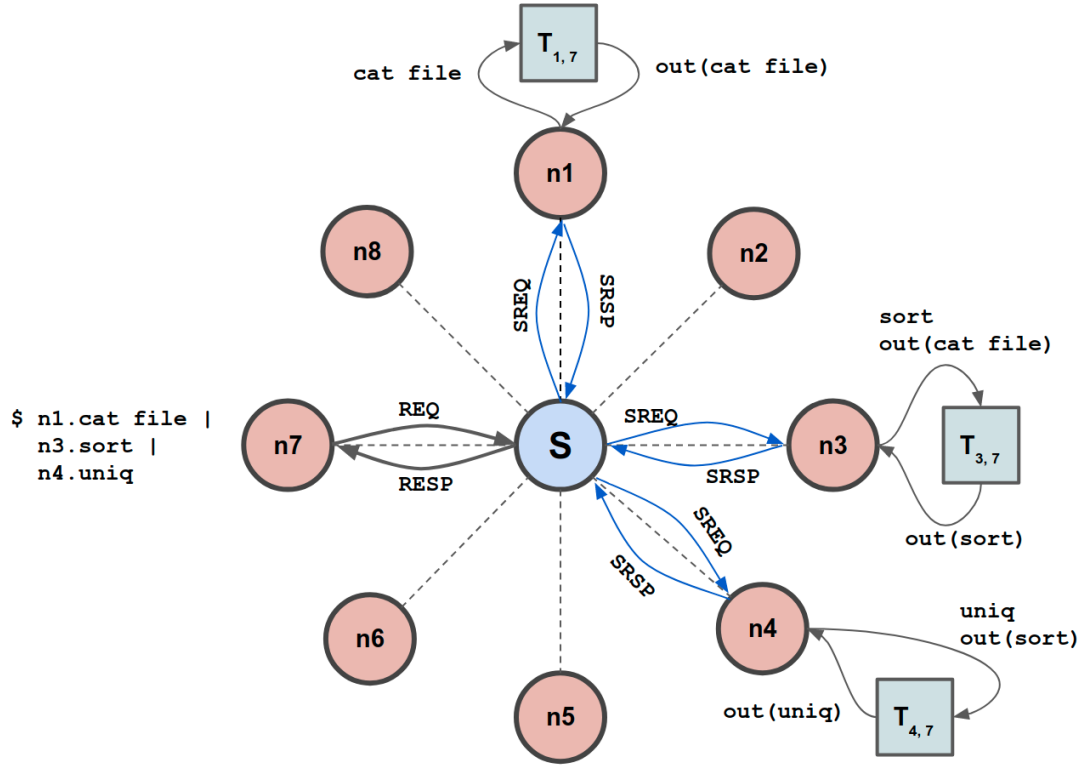 T1, 7
cat file
out(cat file)
n1
n8
n2
SREQ
SRSP
sort
out(cat file)
$ n1.cat file |
n3.sort |
n4.uniq
n7
REQ
RESP
S
SREQ
SRSP
n3
T3, 7
out(sort)
SREQ
SRSP
n6
n4
uniq
out(sort)
n5
out(uniq)
T4, 7